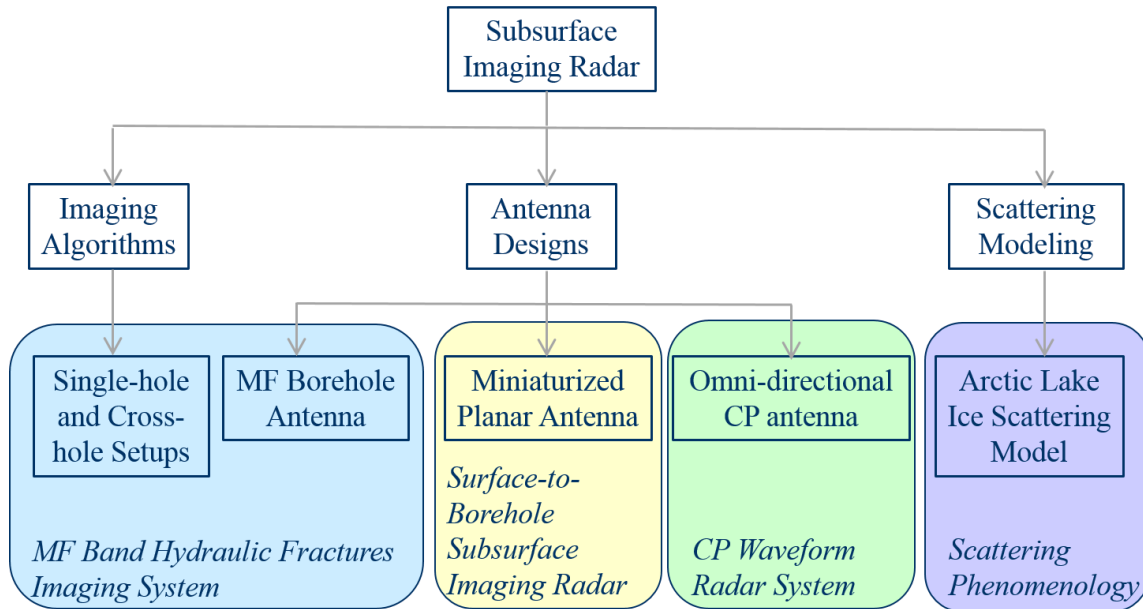 Subsurface
Imaging Radar
Imaging
Algorithms
Antenna
Designs
Scattering
Modeling
Single-hole
and Cross-
hole Setups
MF Borehole
Antenna
Miniaturized
Planar Antenna
Omni-directional
CP antenna
Arctic Lake
Ice Scattering
Model
MF Band Hydraulic Fractures
Imaging System
Surface-to-
Borehole
Subsurface
Imaging Radar
CP Waveform
Radar System
Scattering
Phenomenology